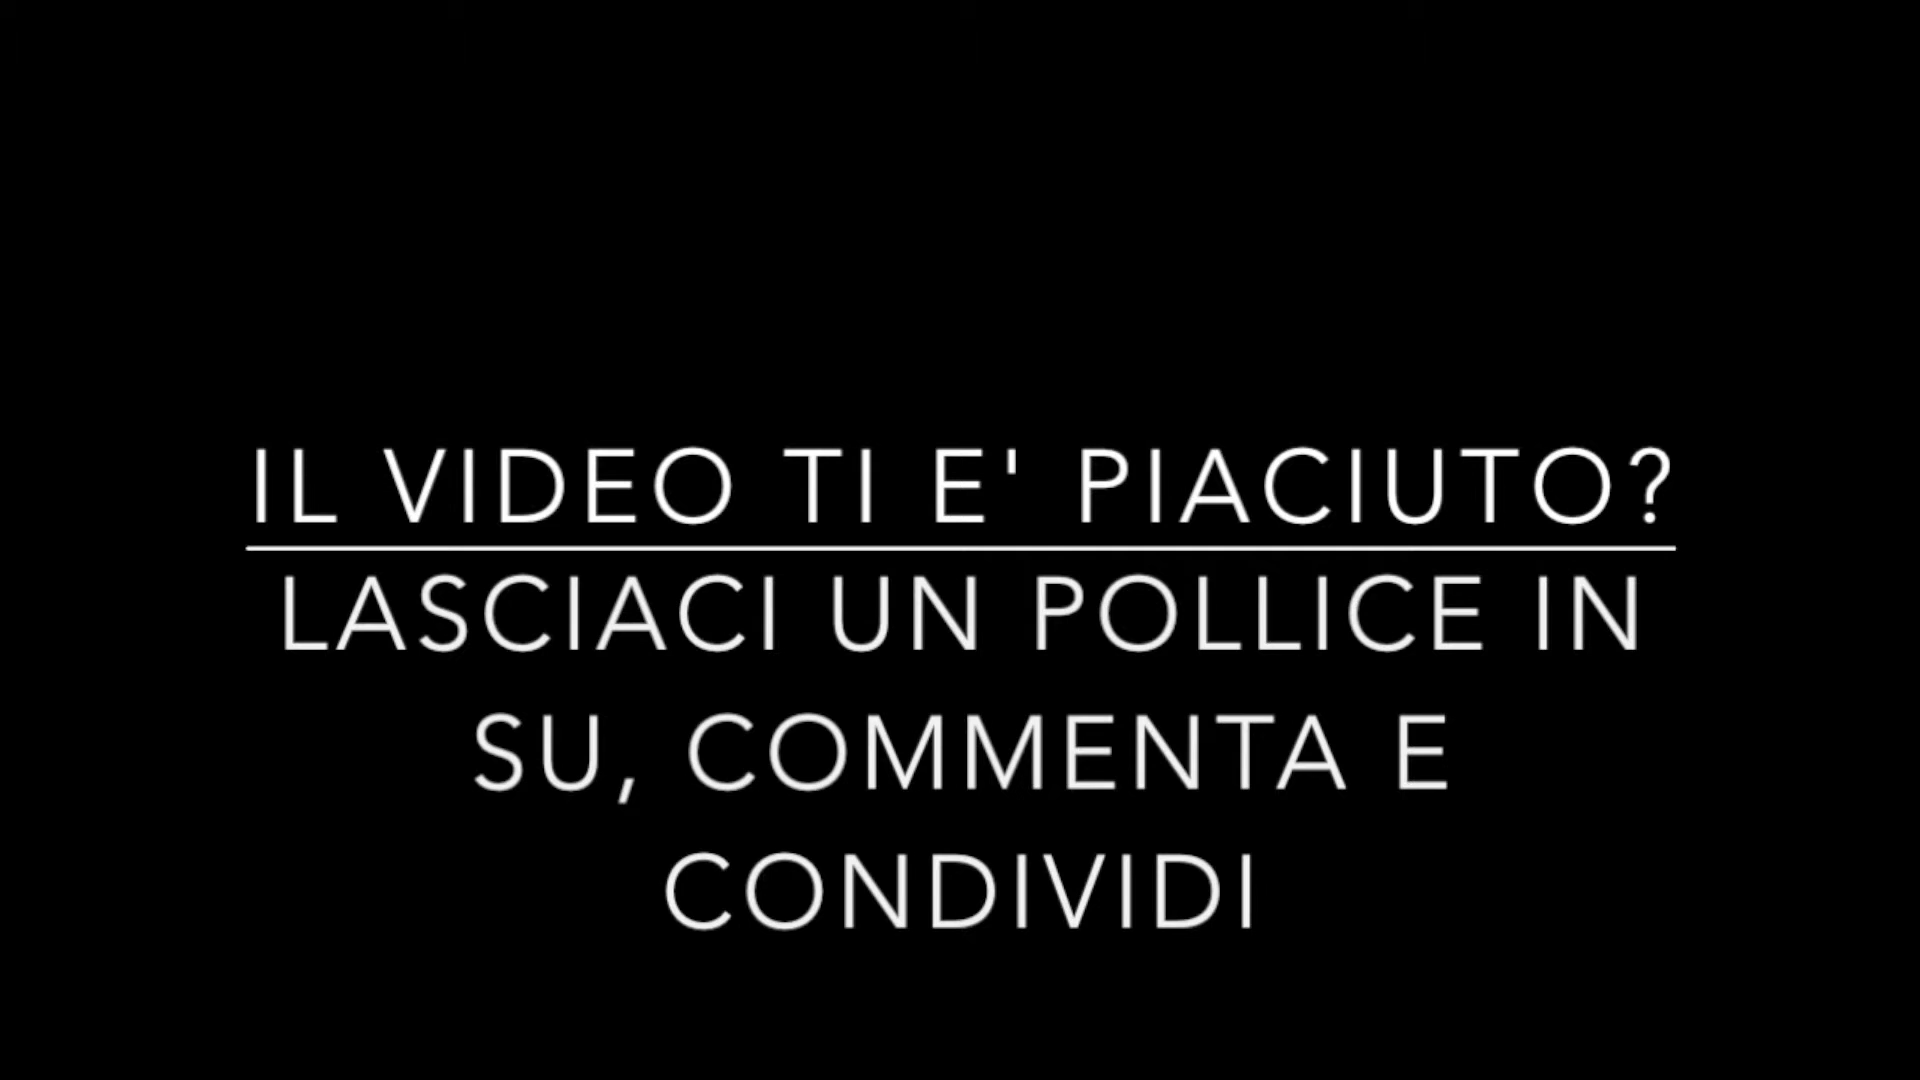 IL VIDEO TI E' PIACIUTO?
LASCIACI UN POLLICE IN
SU, COMMENTA E
CONDIVIDI